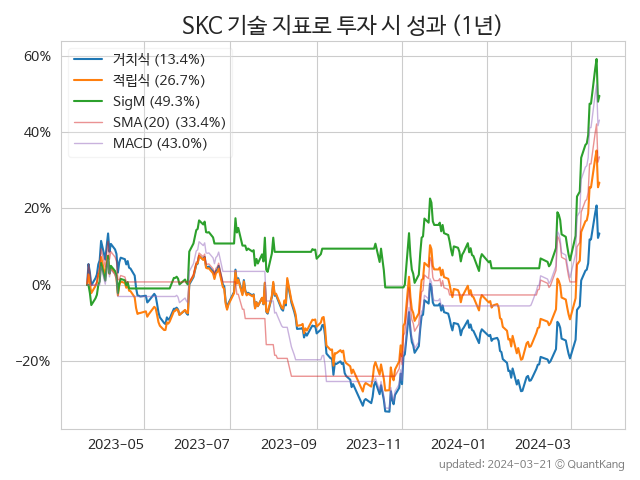 SKC 기술 지표로 투자 시 성과 (1년)
60%
40%
20%
0%
−20%
거치식 (13.4%)
적립식 (26.7%)
SigM (49.3%)
SMA(20) (33.4%)
MACD (43.0%)
2023-05
2023-07
2023-09
2023-11
2024-01
2024-03
updated: 2024-03-21 © QuantKang